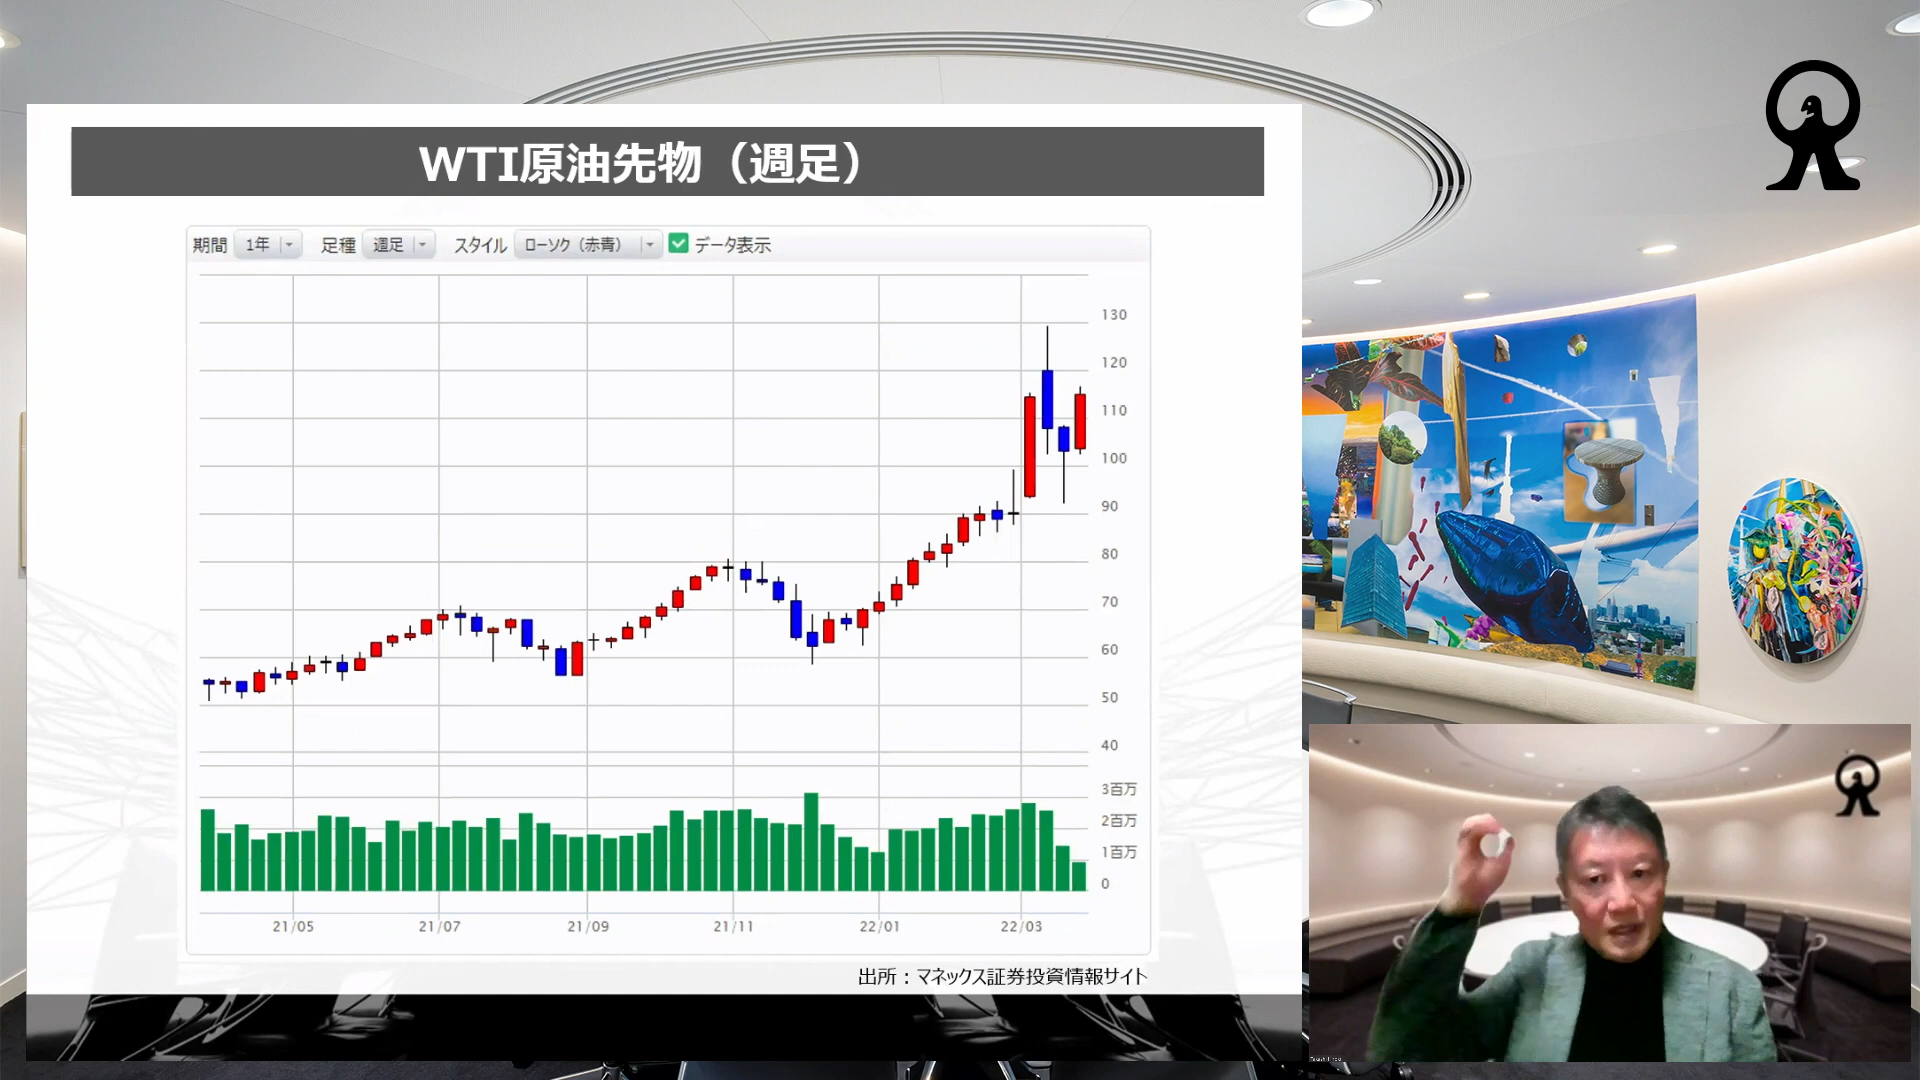 WTI原油先物（週足）
期間 1年 足種 週足 スタイル ローソク（赤青） データ表示
130
120
110
100
90
80
70
60
50
40
3百万
2百万
1百万
0
21/05 21/07 21/09 21/11 22/01 22/03
出所：マネックス証券投資情報サイト